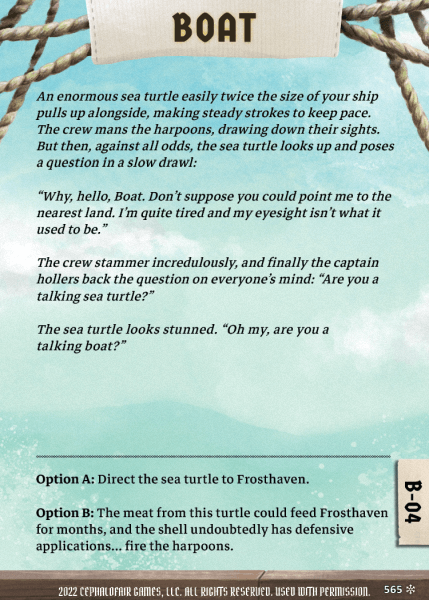 BOAT
An enormous sea turtle easily twice the size of your ship
pulls up alongside, making steady strokes to keep pace.
The crew mans the harpoons, drawing down their sights.
But then, against all odds, the sea turtle looks up and poses
a question in a slow drawl:
“Why, hello, Boat. Don’t suppose you could point me to the
nearest land. I’m quite tired and my eyesight isn’t what it
used to be.”
The crew stammer incredulously, and finally the captain
hollers back the question on everyone’s mind: “Are you a
talking sea turtle?”
The sea turtle looks stunned. “Oh my, are you a
talking boat?”
Option A: Direct the sea turtle to Frosthaven.
Option B: The meat from this turtle could feed Frosthaven
for months, and the shell undoubtedly has defensive
applications... fire the harpoons.
B-04
2022 CEPHALOFAIR GAMES, LLC. ALL RIGHTS RESERVED. USED WITH PERMISSION.
565